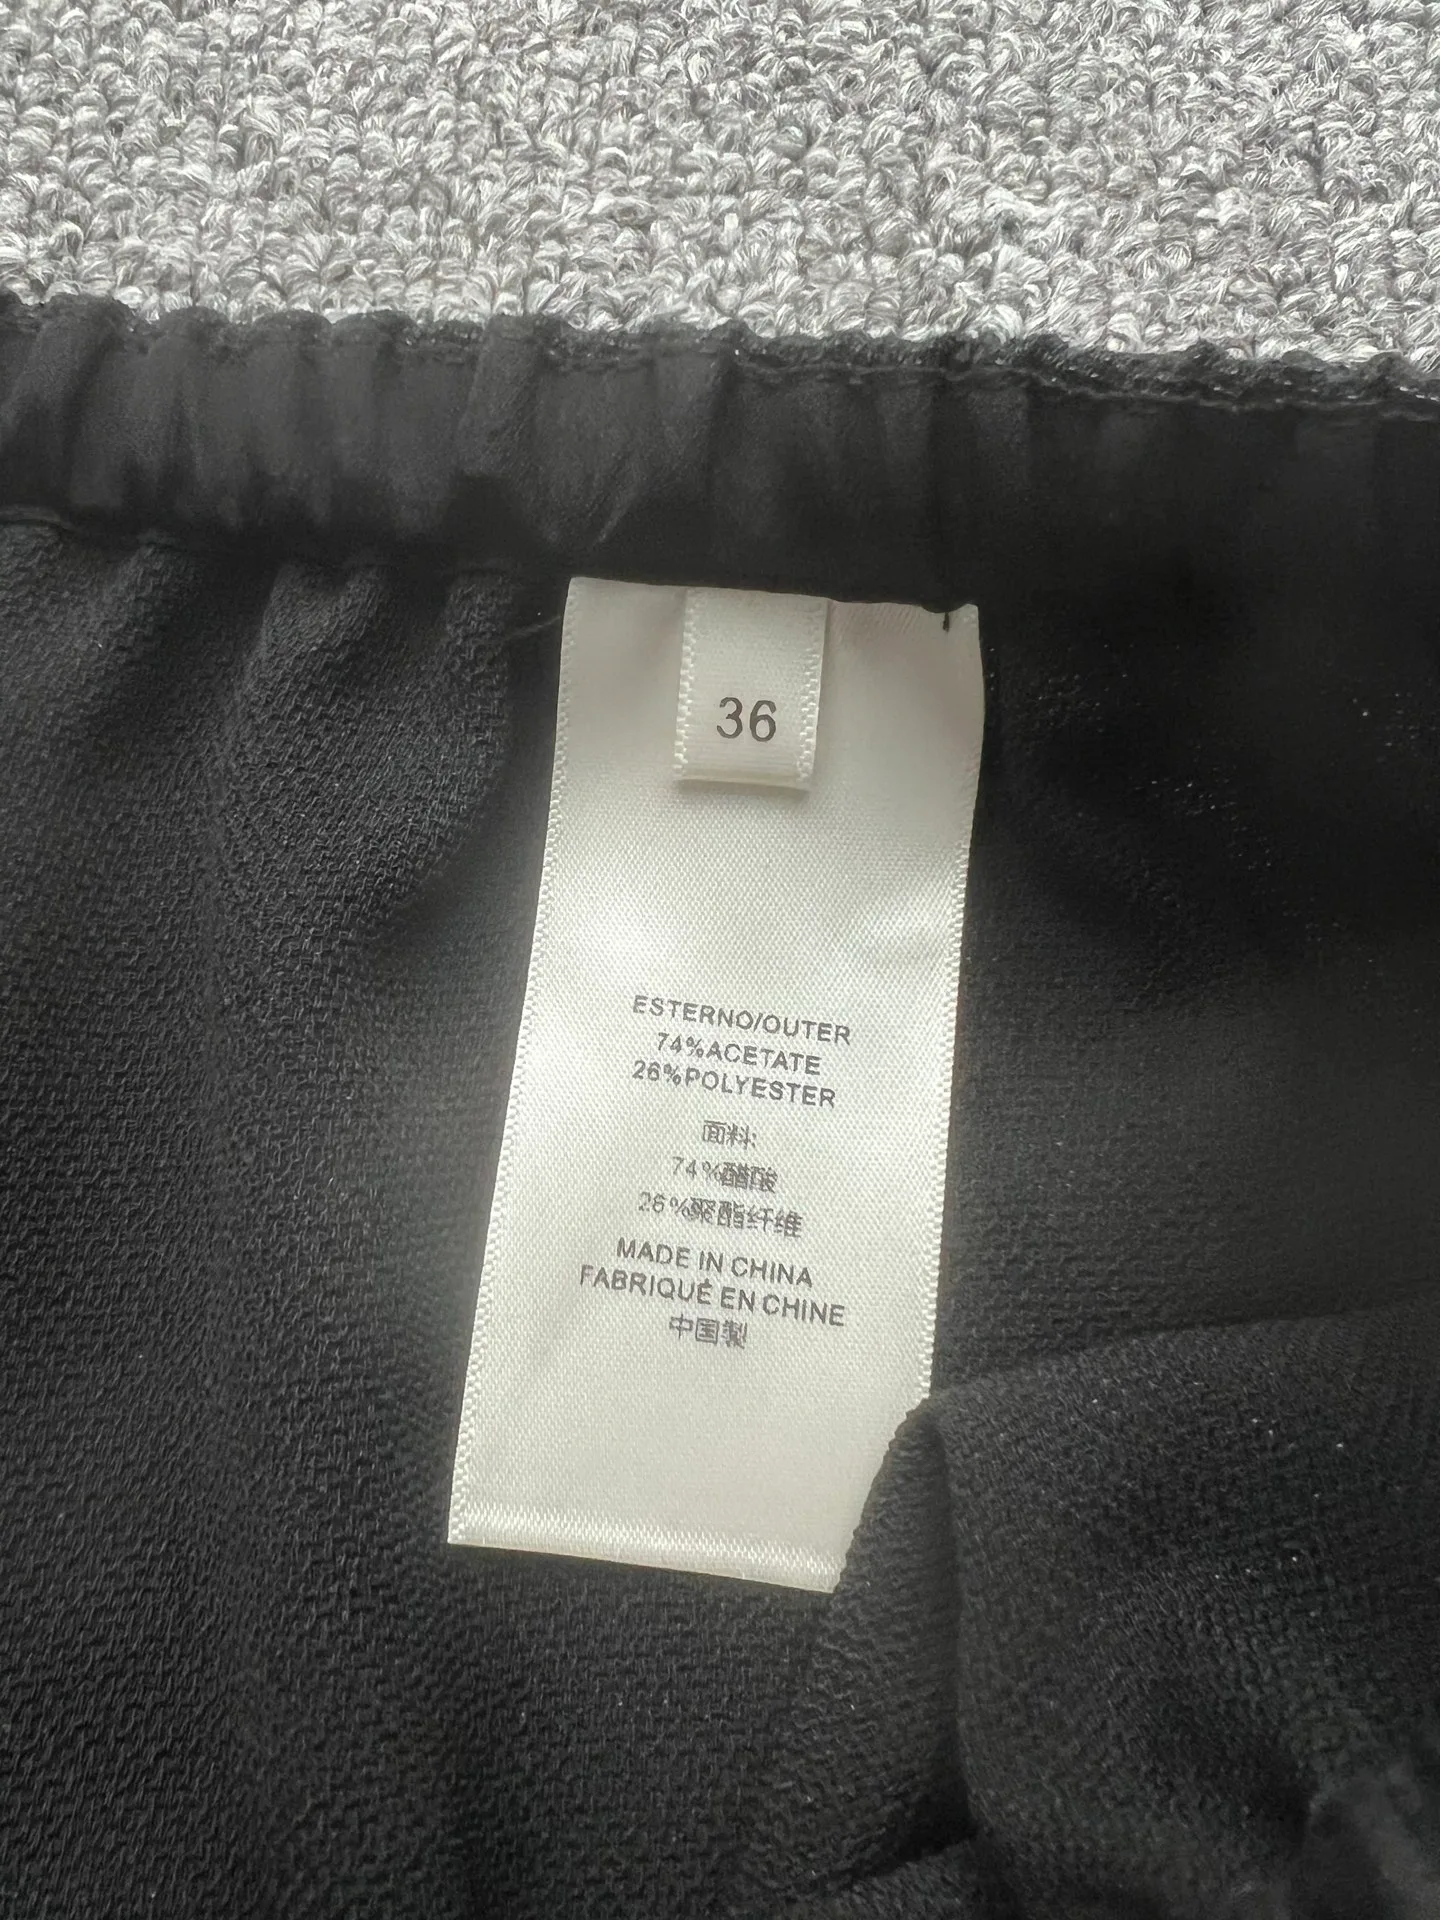 36
ESTERNO/OUTER
74%ACETATE
26%POLYESTER
面料:
74%醋酸
26%聚酯纤维
MADE IN CHINA
FABRIQUÉ EN CHINE
中国製